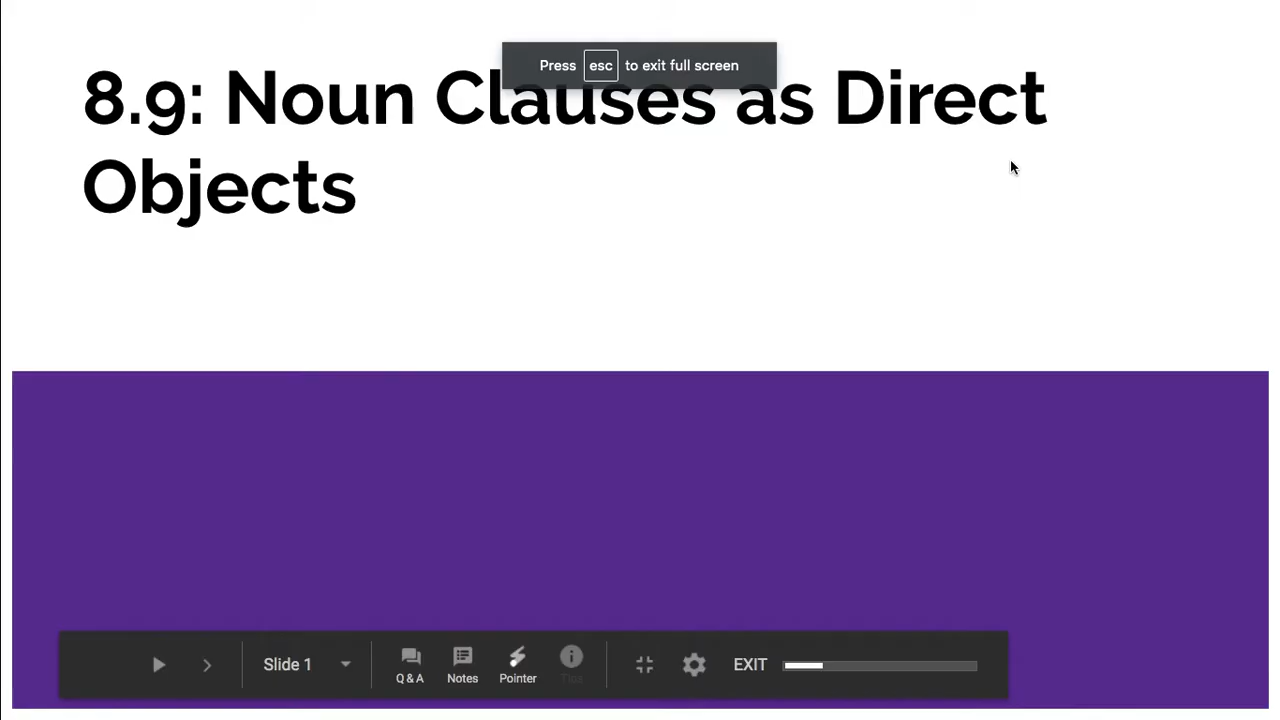 Press esc to exit full screen
8.9: Noun Clauses as Direct
Objects
Slide 1
Q & A
Notes
Pointer
EXIT